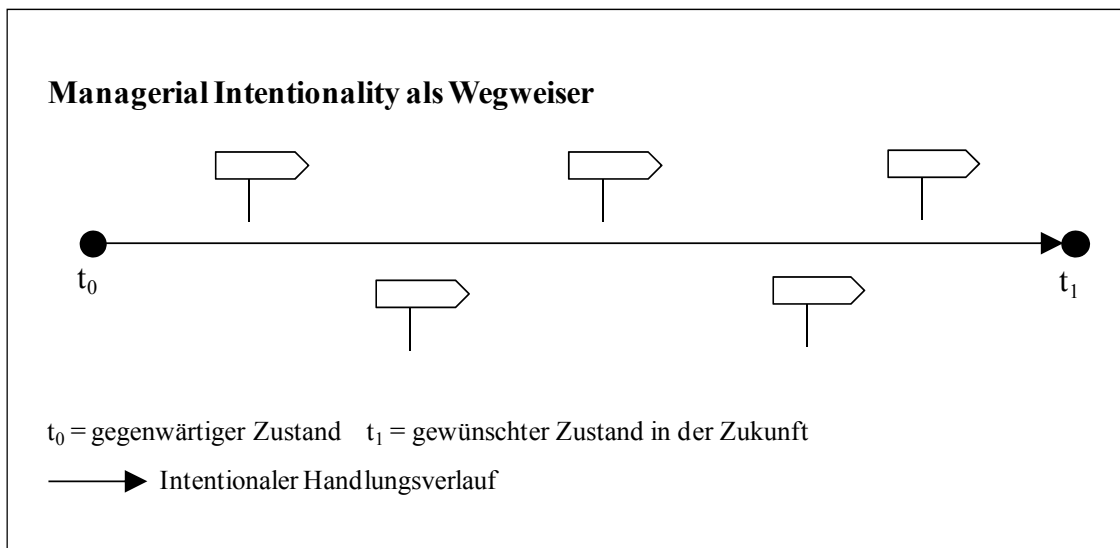 Managerial Intentionality als Wegweiser
t₀
t₁
t₀ = gegenwärtiger Zustand t₁ = gewünschter Zustand in der Zukunft
Intentionaler Handlungsverlauf